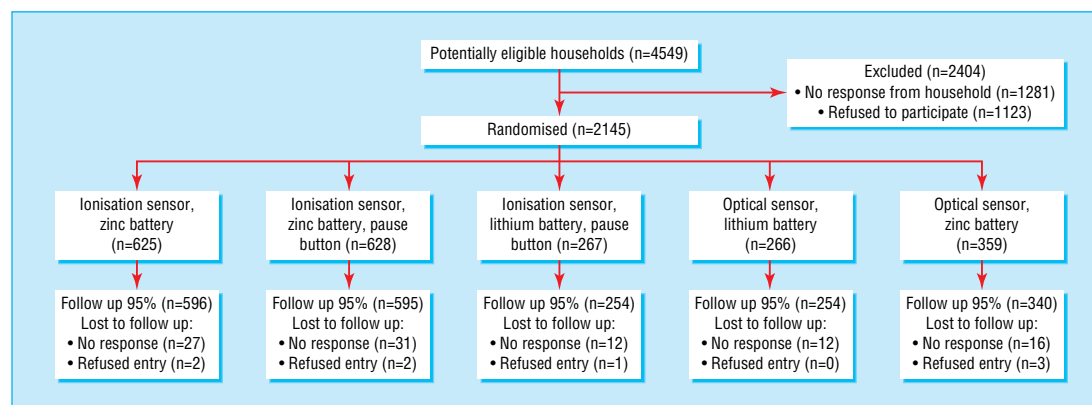 Potentially eligible households (n=4549)
Excluded (n=2404)
• No response from household (n=1281)
• Refused to participate (n=1123)
Randomised (n=2145)
Ionisation sensor,
zinc battery
(n=625)
Ionisation sensor,
zinc battery, pause
button (n=628)
Ionisation sensor,
lithium battery, pause
button (n=267)
Optical sensor,
lithium battery
(n=266)
Optical sensor,
zinc battery
(n=359)
Follow up 95% (n=596)
Lost to follow up:
• No response (n=27)
• Refused entry (n=2)
Follow up 95% (n=595)
Lost to follow up:
• No response (n=31)
• Refused entry (n=2)
Follow up 95% (n=254)
Lost to follow up:
• No response (n=12)
• Refused entry (n=1)
Follow up 95% (n=254)
Lost to follow up:
• No response (n=12)
• Refused entry (n=0)
Follow up 95% (n=340)
Lost to follow up:
• No response (n=16)
• Refused entry (n=3)